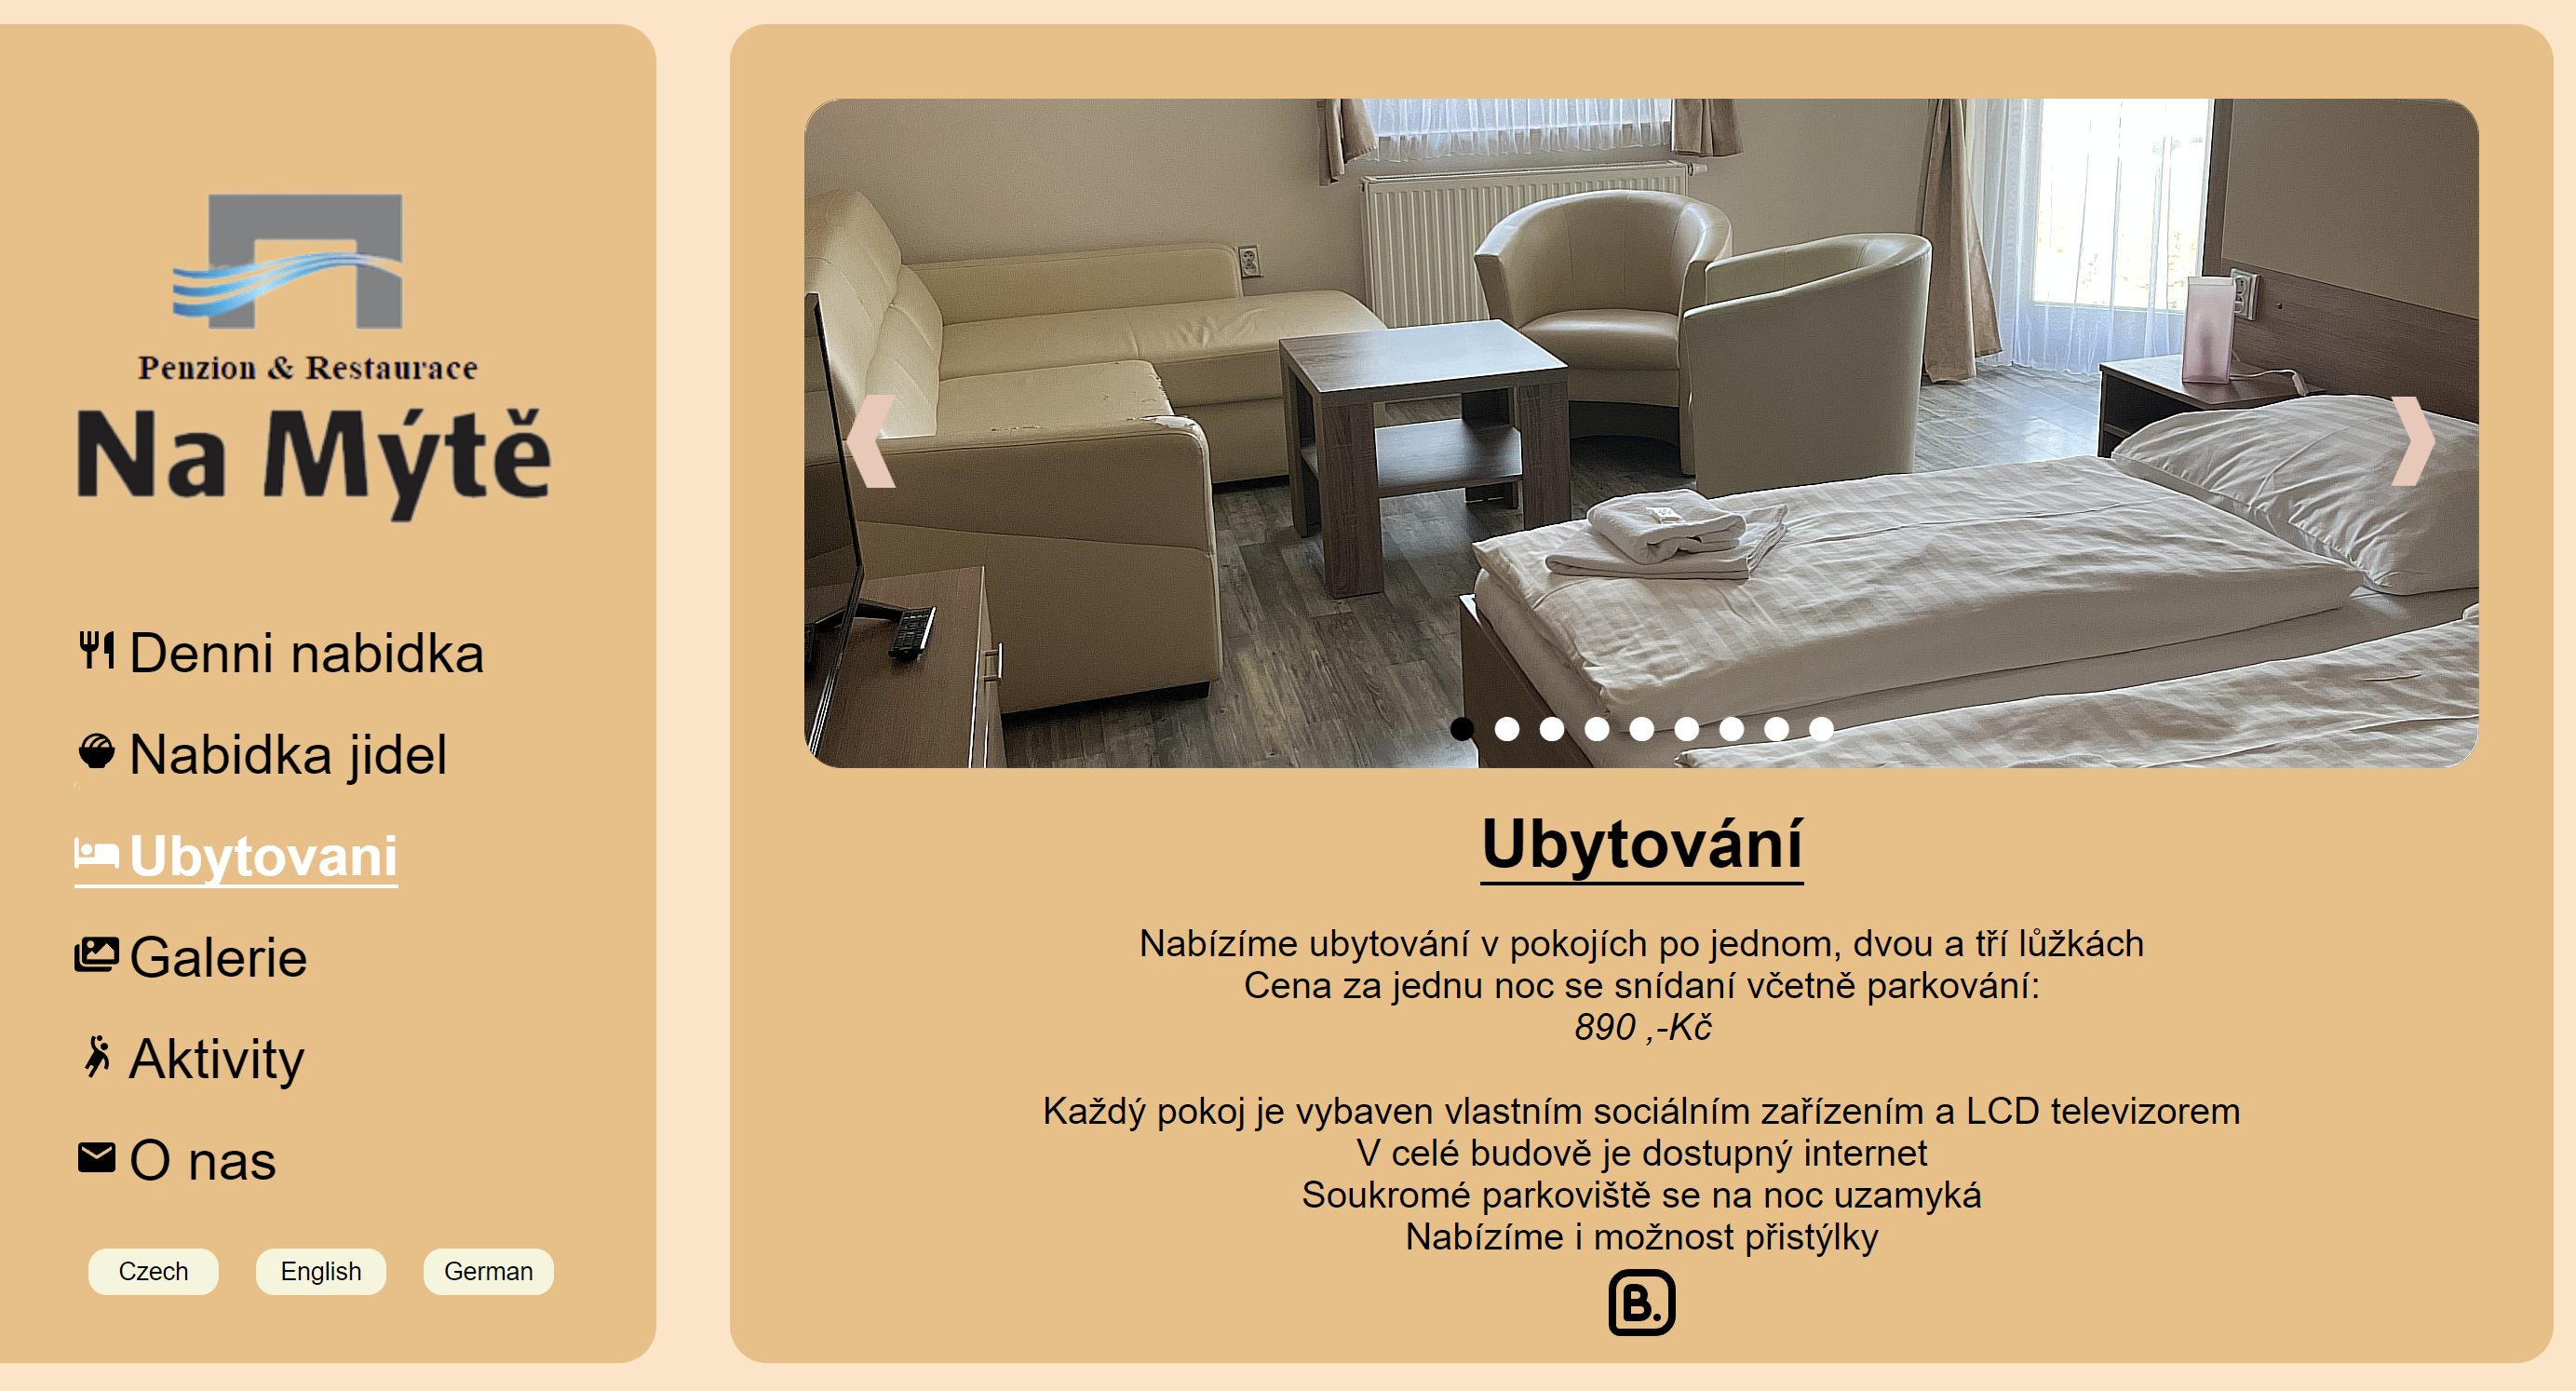 Penzion & Restaurace
Na Mýtě
Denni nabidka
Nabidka jidel
Ubytovani
Galerie
Aktivity
O nas
Czech English German
Ubytování
Nabízíme ubytování v pokojích po jednom, dvou a tří lůžkách
Cena za jednu noc se snídaní včetně parkování:
890 ,-Kč
Každý pokoj je vybaven vlastním sociálním zařízením a LCD televizorem
V celé budově je dostupný internet
Soukromé parkoviště se na noc uzamyká
Nabízíme i možnost přistýlky
B.